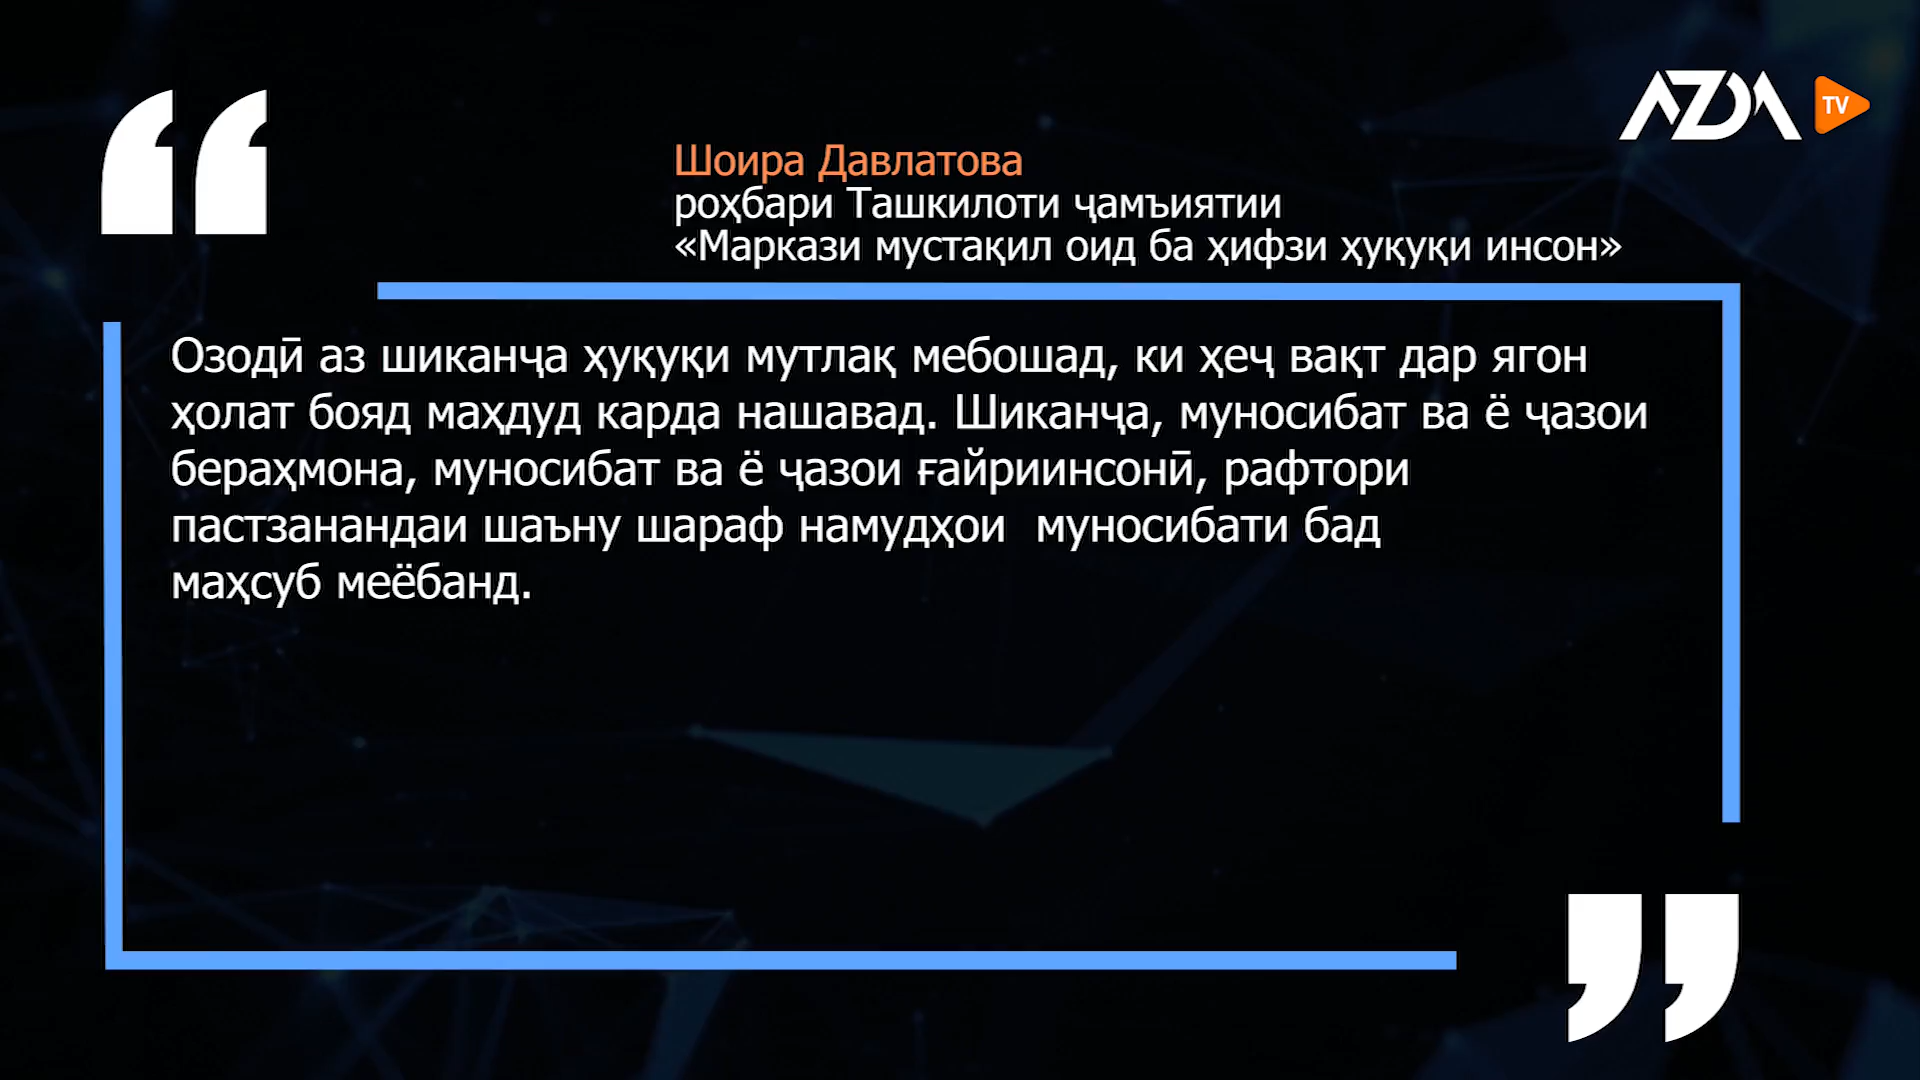 AZDA TV
Шоира Давлатова
роҳбари Ташкилоти ҷамъиятии
«Маркази мустақил оид ба ҳифзи ҳуқуқи инсон»
Озодӣ аз шиканҷа ҳуқуқи мутлақ мебошад, ки ҳеҷ вақт дар ягон
ҳолат бояд маҳдуд карда нашавад. Шиканҷа, муносибат ва ё ҷазои
бераҳмона, муносибат ва ё ҷазои ғайриинсонӣ, рафтори
пастзанандаи шаъну шараф намудҳои  муносибати бад
маҳсуб меёбанд.